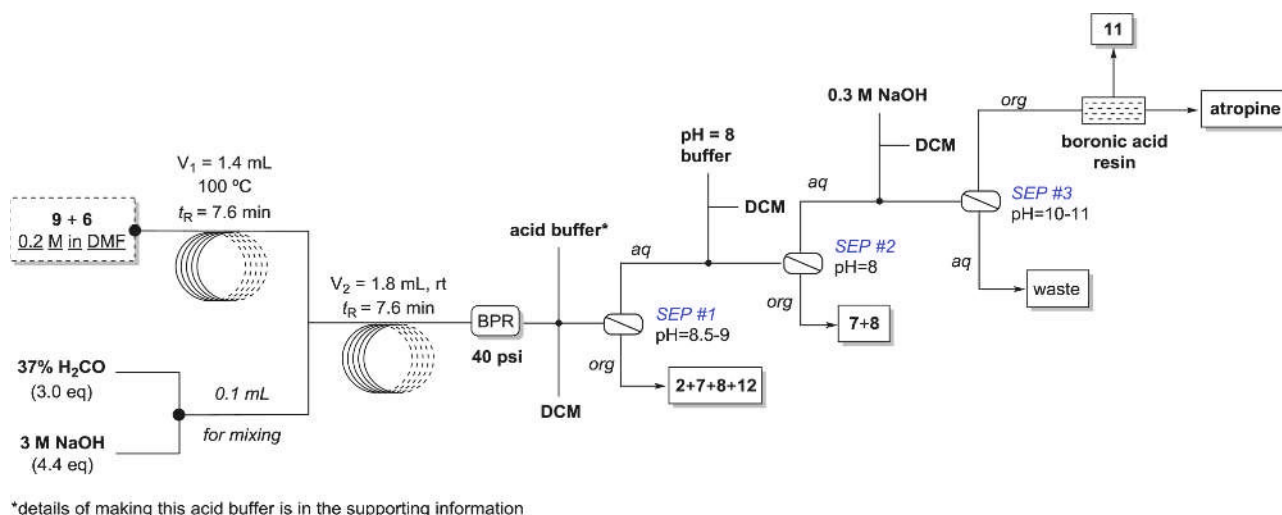 11
org
0.3 M NaOH
atropine
boronic acid
resin
pH = 8
buffer
DCM
V1 = 1.4 mL
100 ºC
tR = 7.6 min
aq
SEP #3
pH=10-11
9 + 6
0.2 M in DMF
DCM
acid buffer*
aq
SEP #2
pH=8
aq
waste
V2 = 1.8 mL, rt
tR = 7.6 min
org
BPR
SEP #1
pH=8.5-9
7+8
40 psi
37% H2CO
(3.0 eq)
org
0.1 mL
2+7+8+12
DCM
for mixing
3 M NaOH
(4.4 eq)
*details of making this acid buffer is in the supporting information